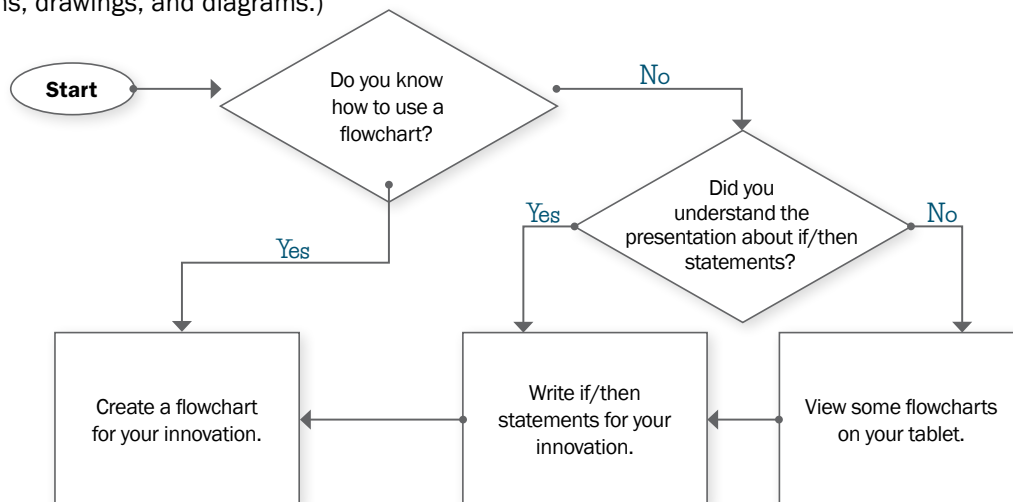 drawings, and diagrams.)
Start
Do you know
how to use a
flowchart?
No
Did you
understand the
presentation about if/then
statements?
Yes
No
Yes
Create a flowchart
for your innovation.
Write if/then
statements for your
innovation.
View some flowcharts
on your tablet.